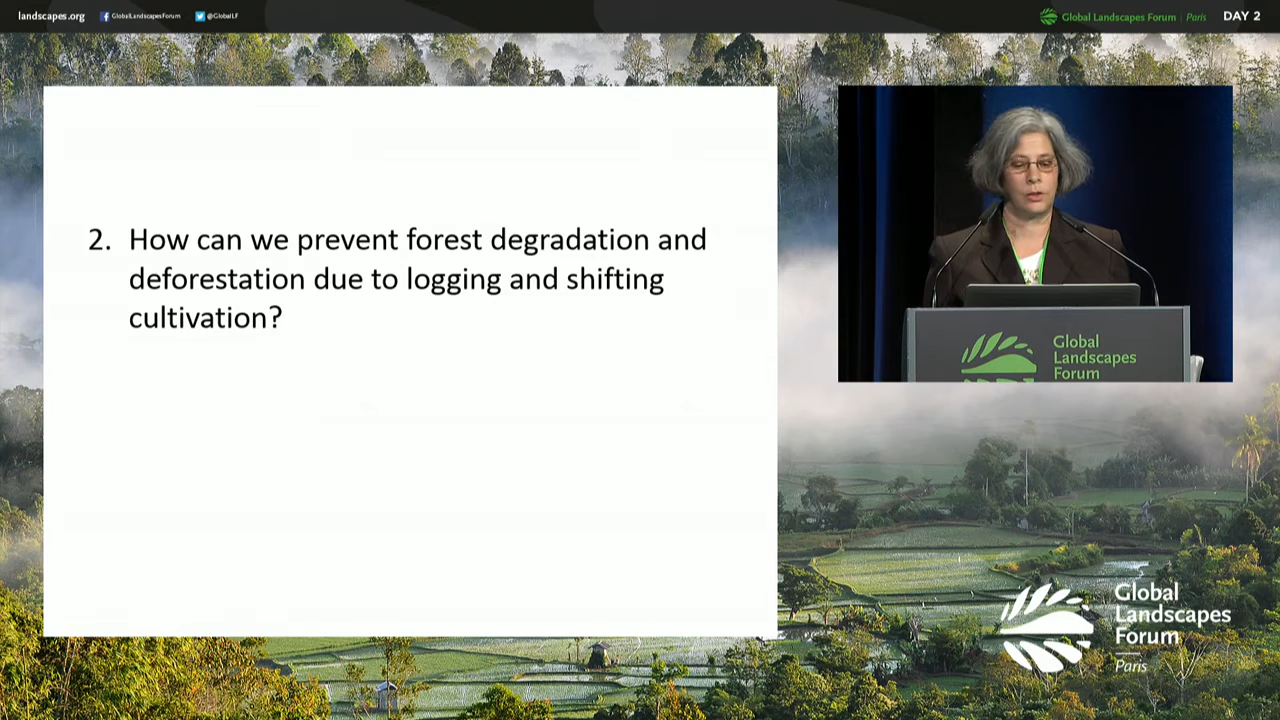 landscapes.org GlobalLandscapesForum @GlobalLF Global Landscapes Forum | Paris DAY 2
2. How can we prevent forest degradation and
deforestation due to logging and shifting
cultivation?
Global
Landscapes
Forum
Global
Landscapes
Forum
Paris